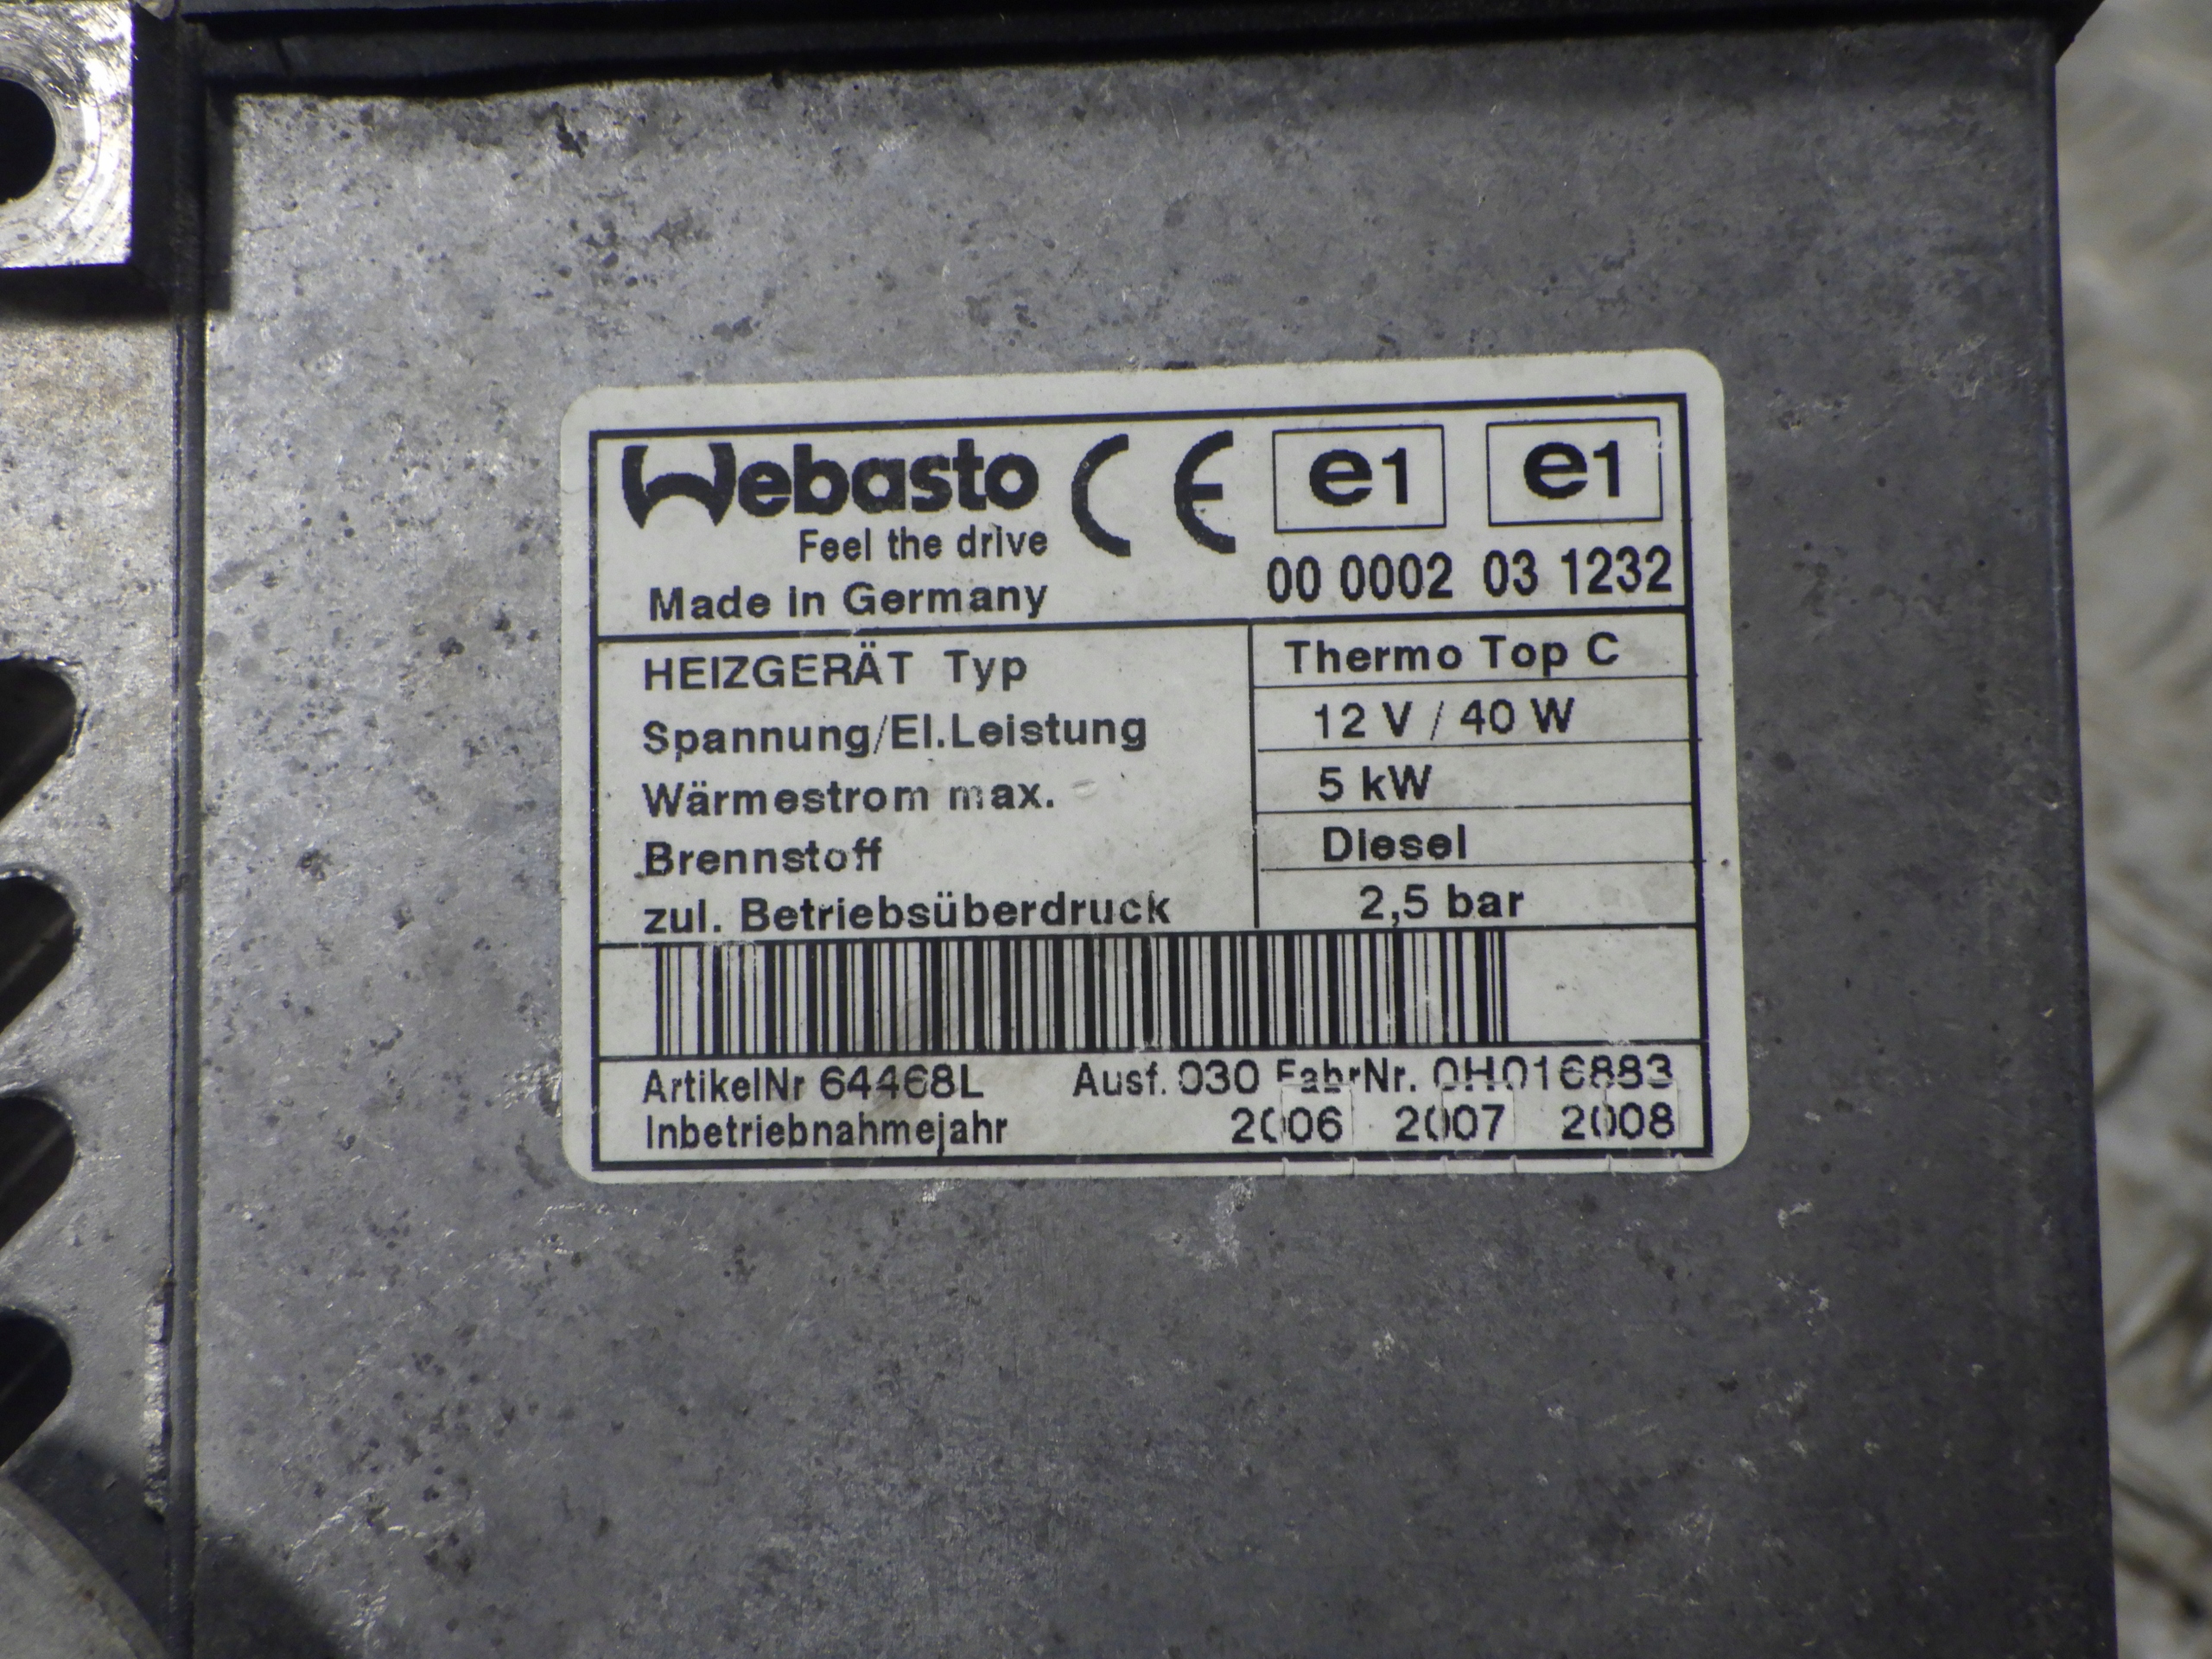 Webasto CE e1 e1
Feel the drive
00 0002 03 1232
Made in Germany
HEIZGERÄT Typ Thermo Top C
Spannung/El.Leistung 12 V / 40 W
Wärmestrom max. 5 kW
Brennstoff Diesel
zul. Betriebsüberdruck 2,5 bar
ArtikelNr 64468L Ausf. 030 FabrNr. 0H016883
Inbetriebnahmejahr 2006 2007 2008